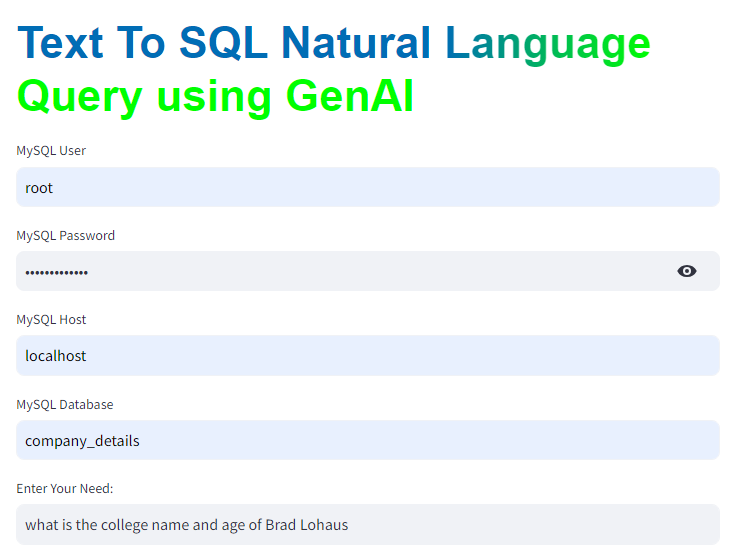 Text To SQL Natural Language
Query using GenAI
MySQL User
root
MySQL Password
•••••••••••••
MySQL Host
localhost
MySQL Database
company_details
Enter Your Need:
what is the college name and age of Brad Lohaus